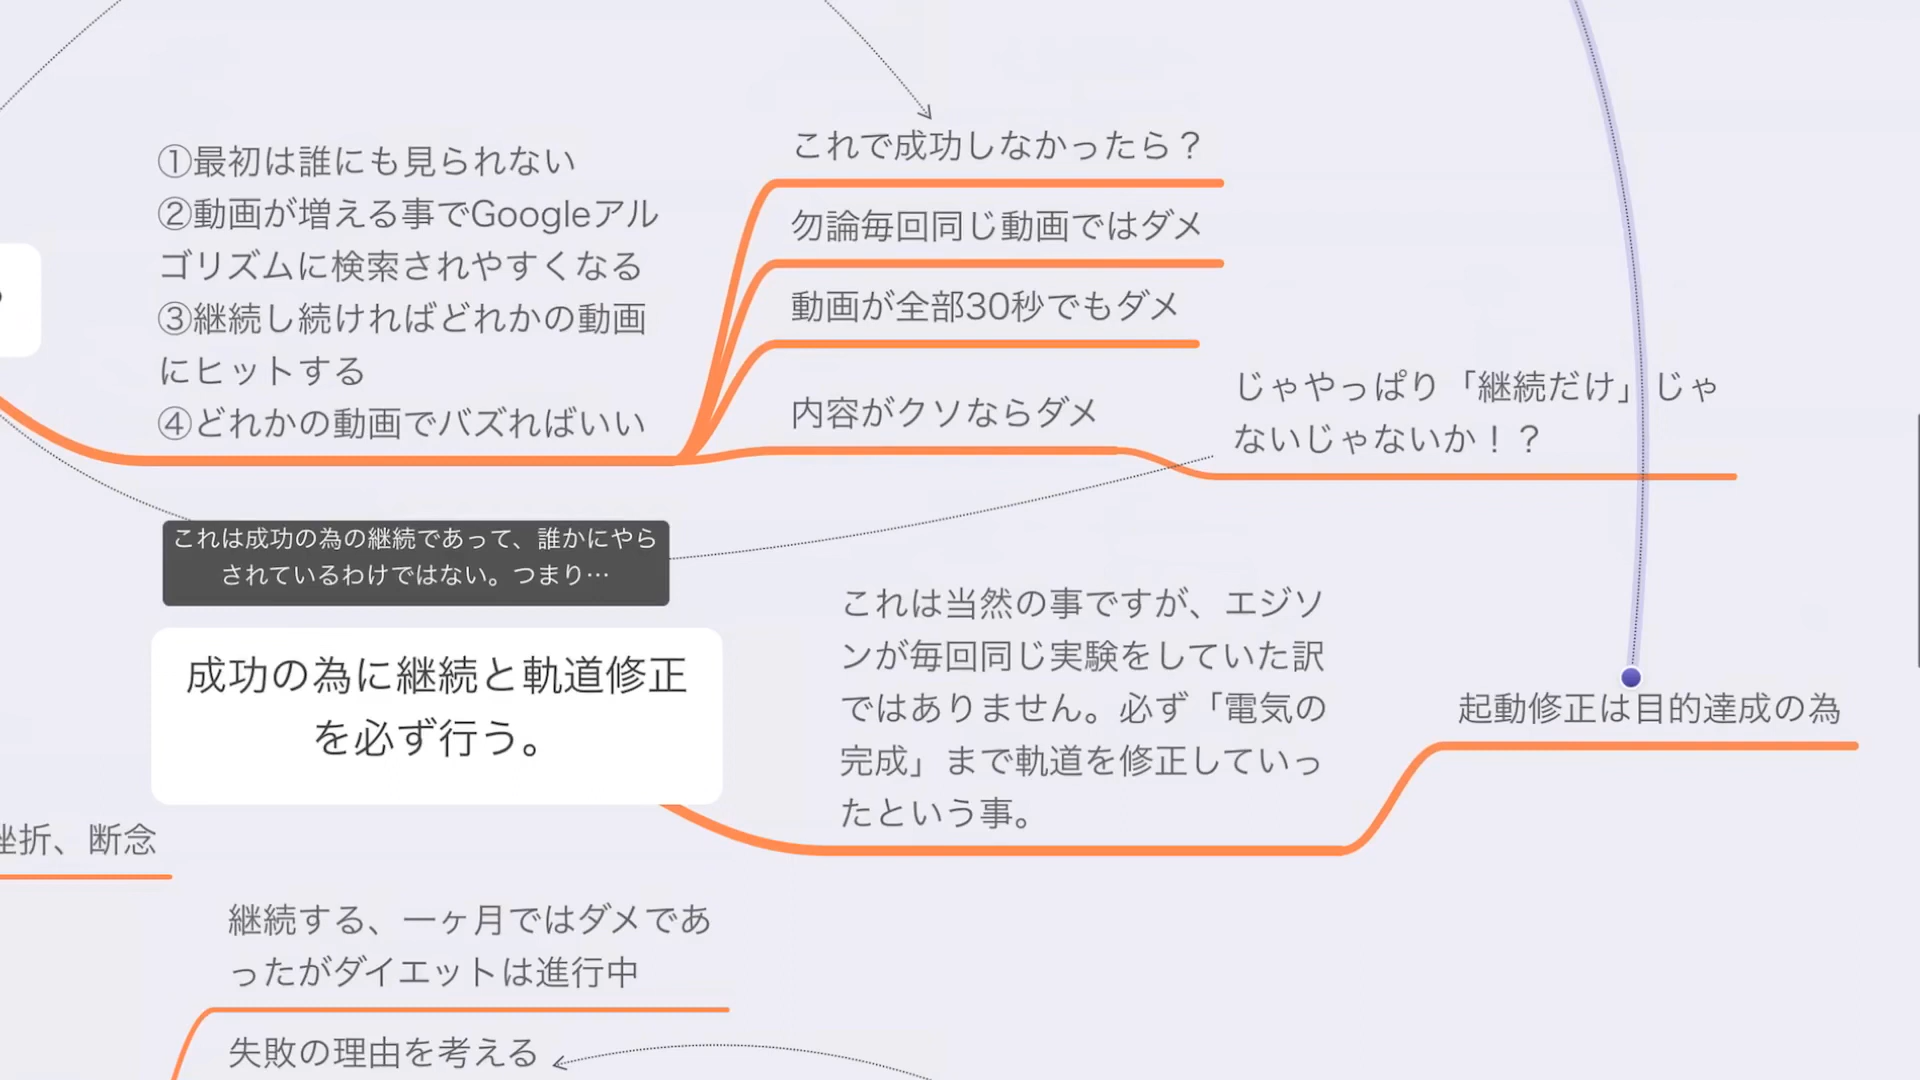 ①最初は誰にも見られない
②動画が増える事でGoogleアル
ゴリズムに検索されやすくなる
③継続し続ければどれかの動画
にヒットする
④どれかの動画でバズればいい
これで成功しなかったら？
勿論毎回同じ動画ではダメ
動画が全部30秒でもダメ
内容がクソならダメ
じゃやっぱり「継続だけ」じゃ
ないじゃないか！？
これは成功の為の継続であって、誰かにやら
されているわけではない。つまり…
成功の為に継続と軌道修正
を必ず行う。
これは当然の事ですが、エジソ
ンが毎回同じ実験をしていた訳
ではありません。必ず「電気の
完成」まで軌道を修正していっ
たという事。
起動修正は目的達成の為
挫折、断念
継続する、一ヶ月ではダメであ
ったがダイエットは進行中
失敗の理由を考える